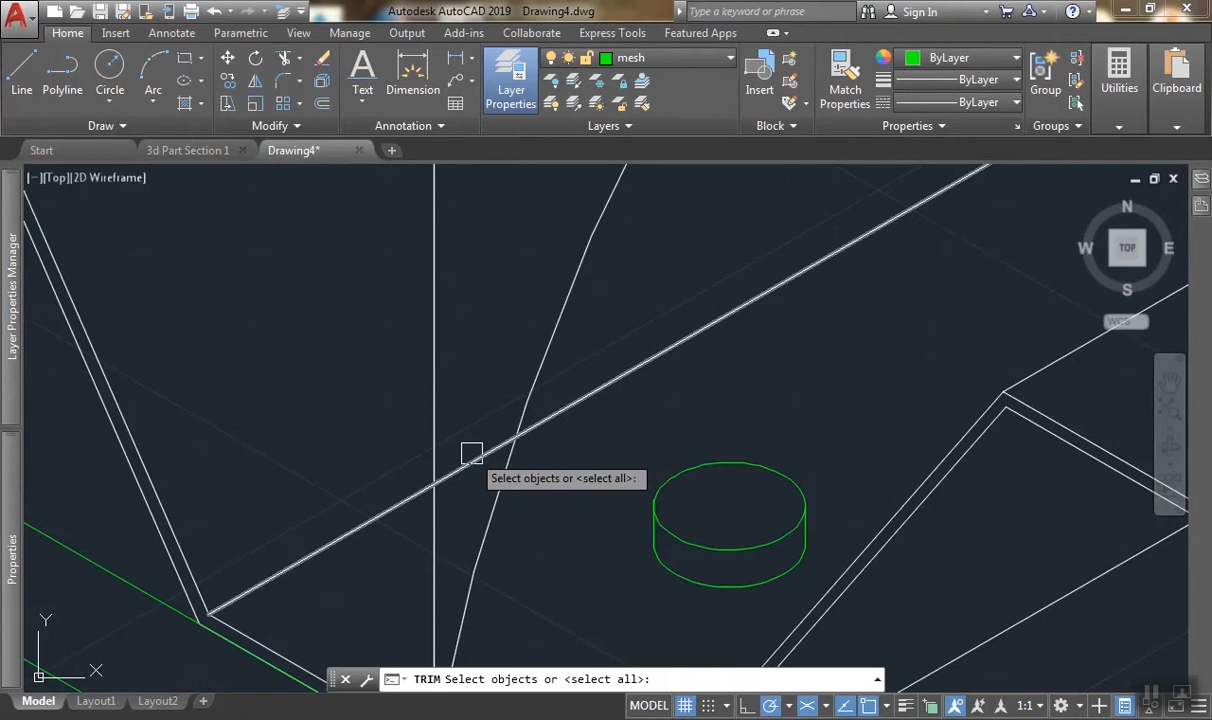 A Autodesk AutoCAD 2019 Drawing4.dwg Type a keyword or phrase Sign In
Home Insert Annotate Parametric View Manage Output Add-ins Collaborate Express Tools Featured Apps
mesh
ByLayer
ByLayer
ByLayer
Line Polyline Circle Arc Text Dimension Layer Properties Insert Match Properties Group Utilities Clipboard
Draw Modify Annotation Layers Block Properties Groups
Start 3d Part Section 1 Drawing4* +
[−][Top][2D Wireframe]
N
W TOP E
S
WCS
Layer Properties Manager
Select objects or <select all>:
Properties
Y
X
TRIM Select objects or <select all>:
Model Layout1 Layout2 + MODEL 1:1